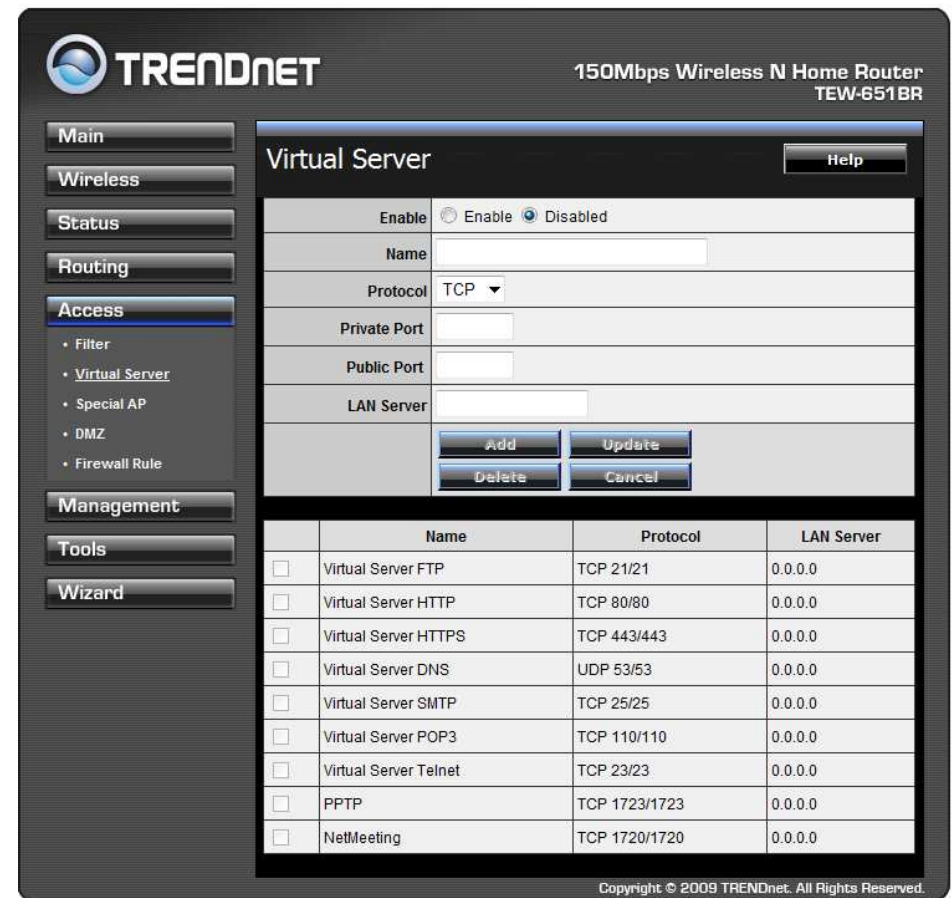 TRENDNET
150Mbps Wireless N Home Router
TEW-651BR
Main
Wireless
Status
Routing
Access
• Filter
• Virtual Server
• Special AP
• DMZ
• Firewall Rule
Management
Tools
Wizard
Virtual Server
Help
Enable Enable Disabled
Name
Protocol TCP
Private Port
Public Port
LAN Server
Add Update
Delete Cancel
Name Protocol LAN Server
Virtual Server FTP TCP 21/21 0.0.0.0
Virtual Server HTTP TCP 80/80 0.0.0.0
Virtual Server HTTPS TCP 443/443 0.0.0.0
Virtual Server DNS UDP 53/53 0.0.0.0
Virtual Server SMTP TCP 25/25 0.0.0.0
Virtual Server POP3 TCP 110/110 0.0.0.0
Virtual Server Telnet TCP 23/23 0.0.0.0
PPTP TCP 1723/1723 0.0.0.0
NetMeeting TCP 1720/1720 0.0.0.0
Copyright © 2009 TRENDnet. All Rights Reserved.